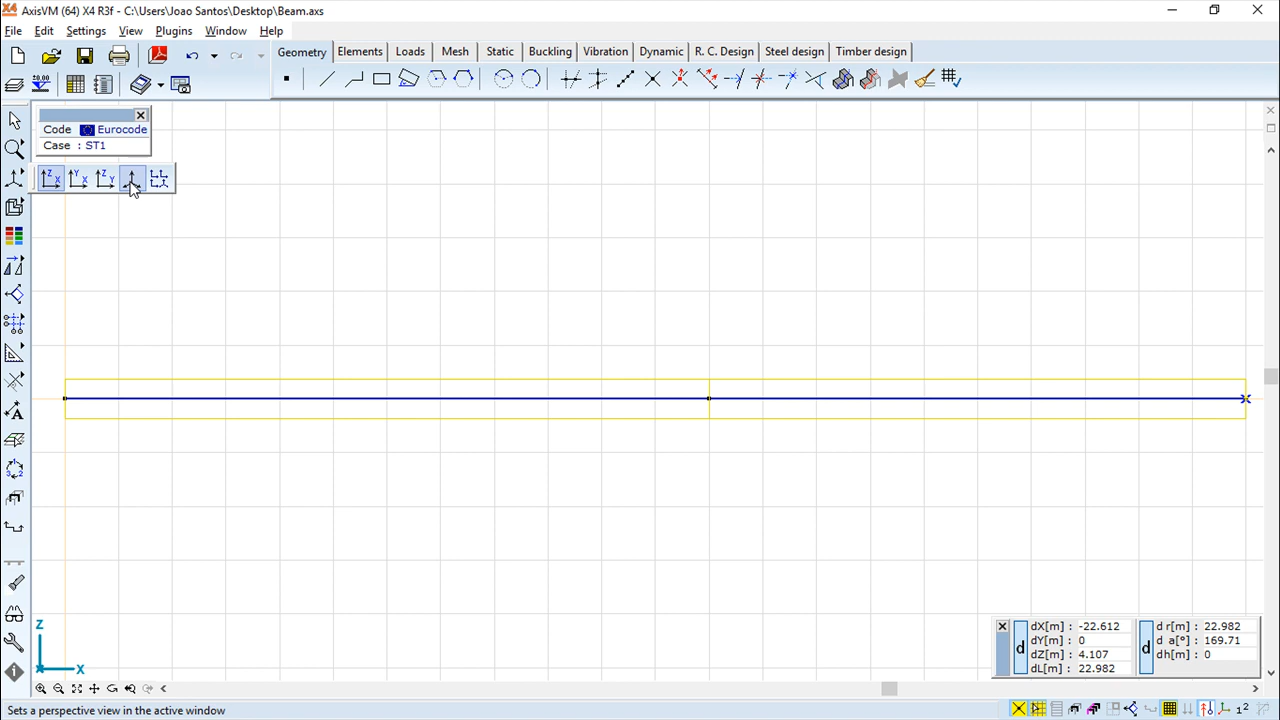 AxisVM (64) X4 R3f - C:\Users\Joao Santos\Desktop\Beam.axs
File Edit Settings View Plugins Window Help
Geometry Elements Loads Mesh Static Buckling Vibration Dynamic R. C. Design Steel design Timber design
Code Eurocode
Case : ST1
Z X Y X Z Y
Z
X
dX[m] : -22.612 d r[m] : 22.982
dY[m] : 0 d a[°] : 169.71
dZ[m] : 4.107 dh[m] : 0
dL[m] : 22.982
d d
Sets a perspective view in the active window